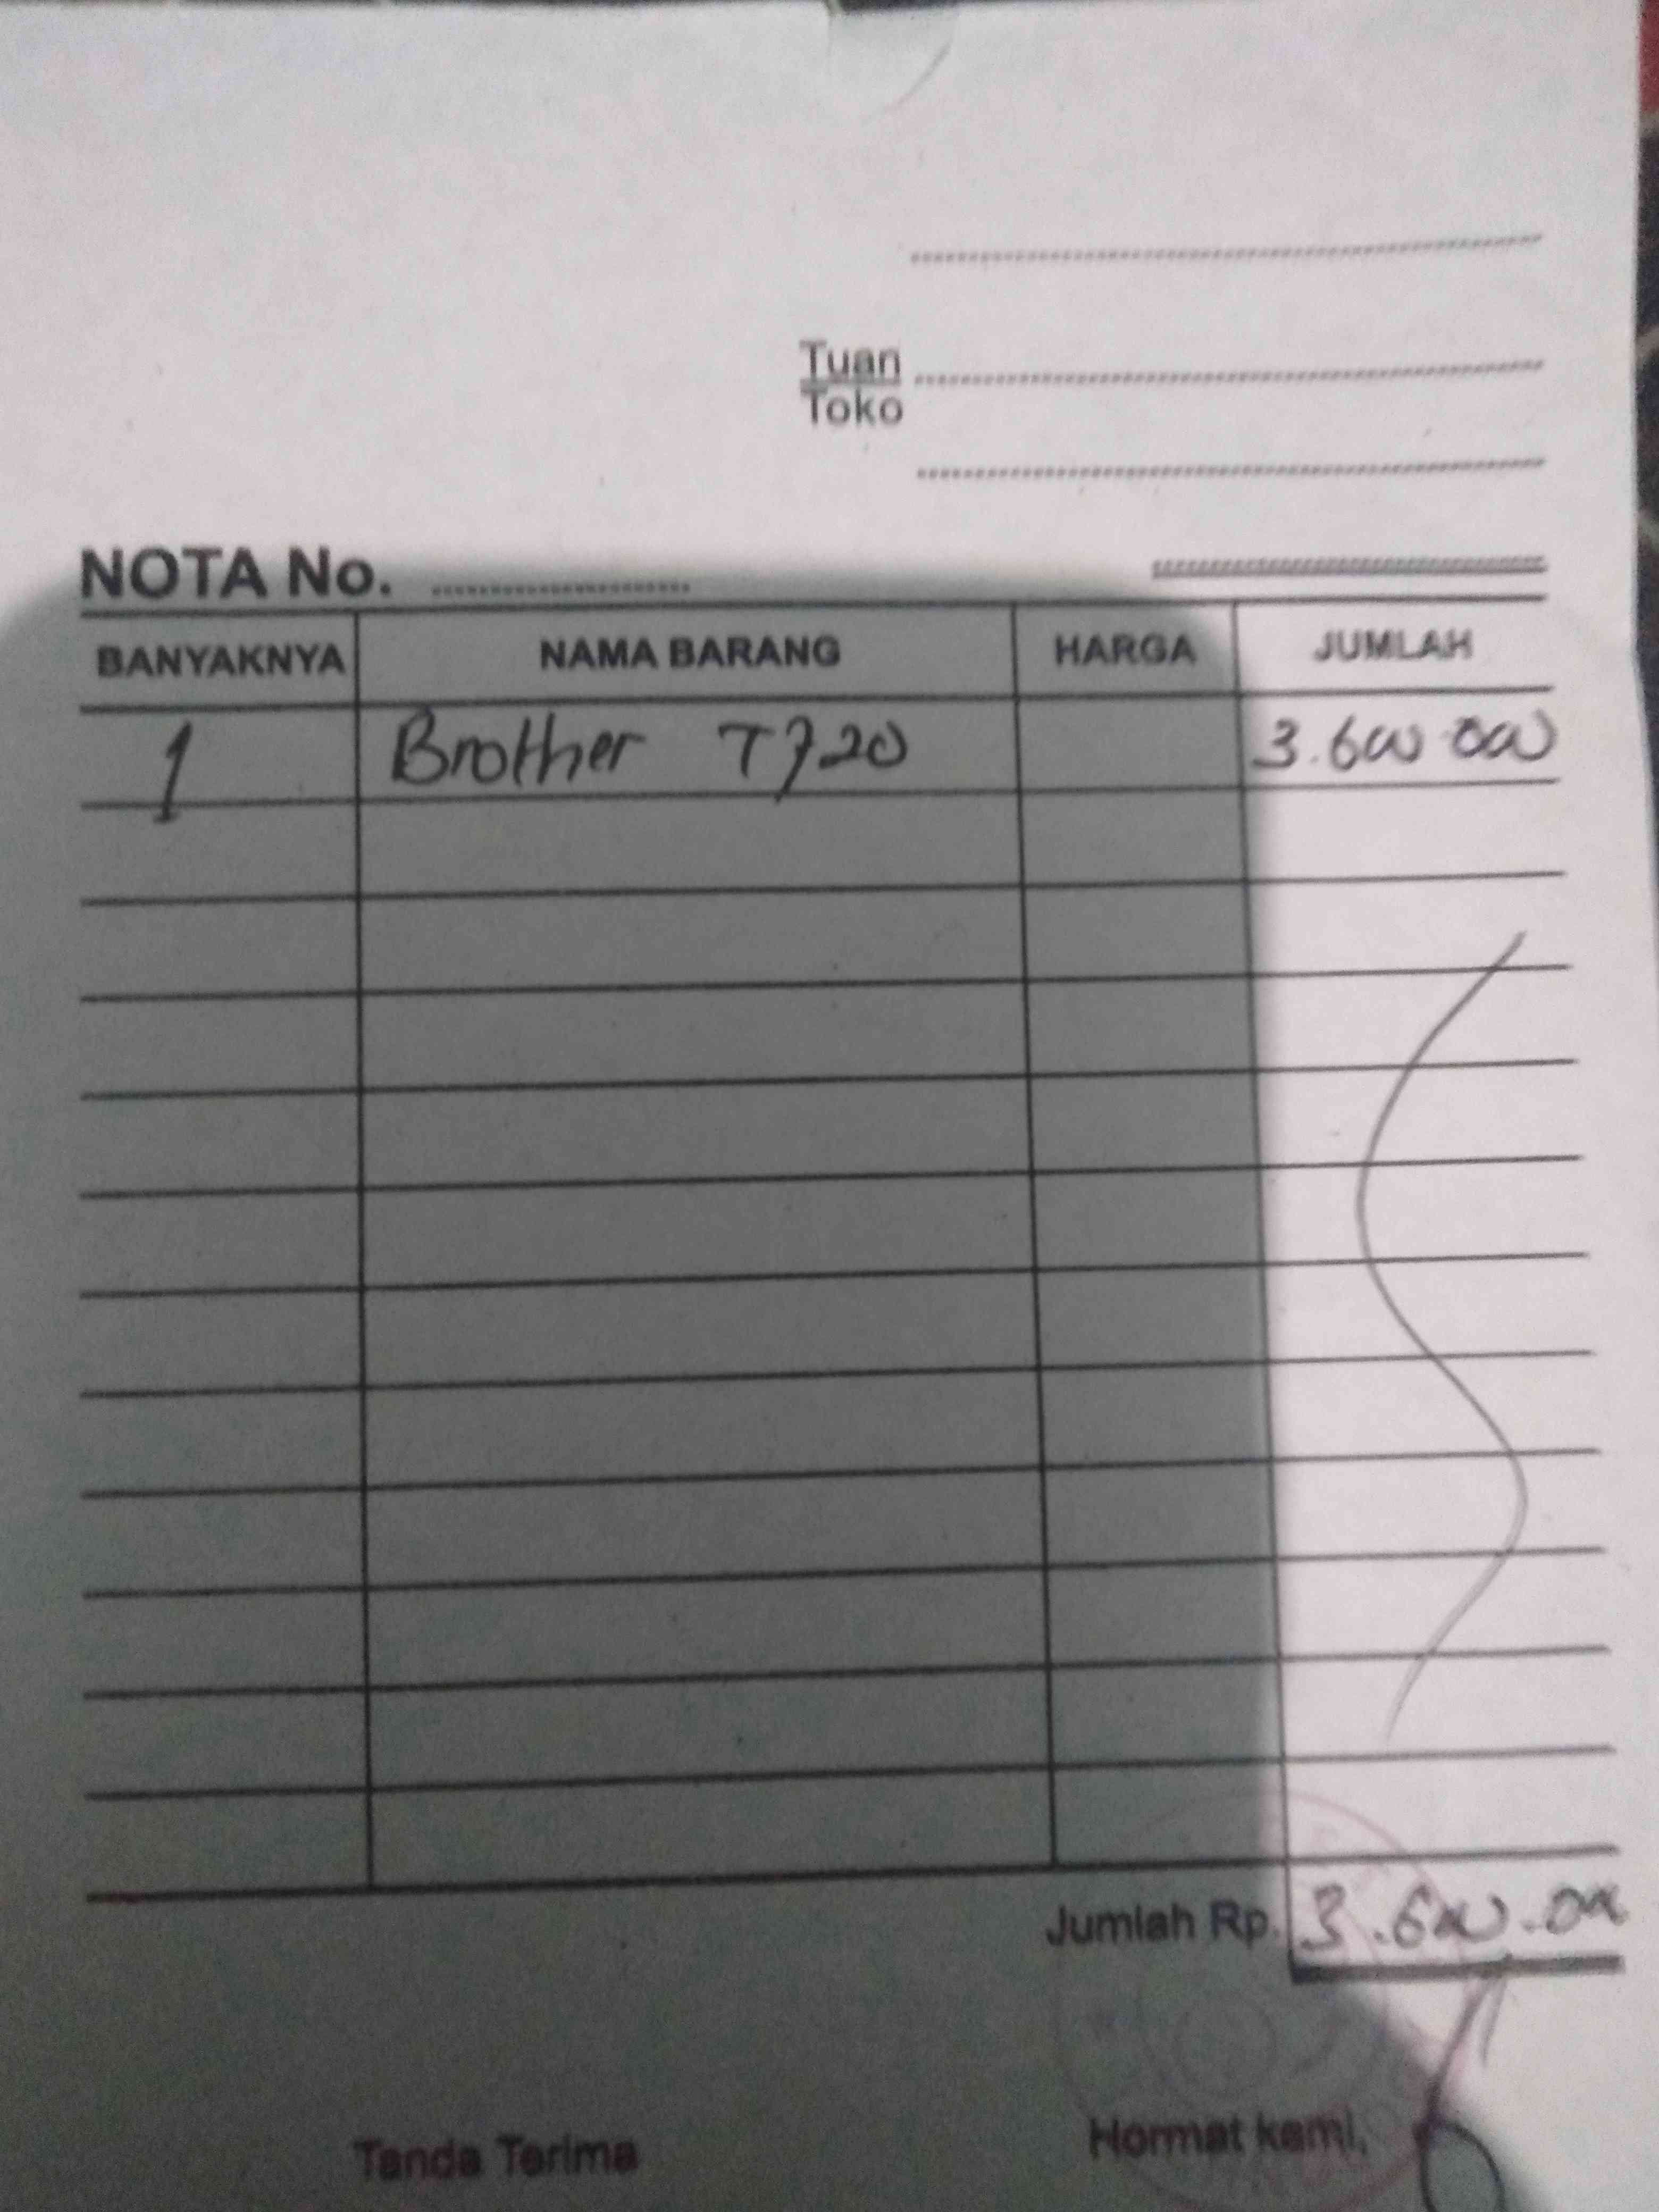 Tuan
Toko
NOTA No.
BANYAKNYA NAMA BARANG HARGA JUMLAH
1 Brother T720 3.600 000
Jumlah Rp. 3.600.000
Tanda Terima Hormat kami,